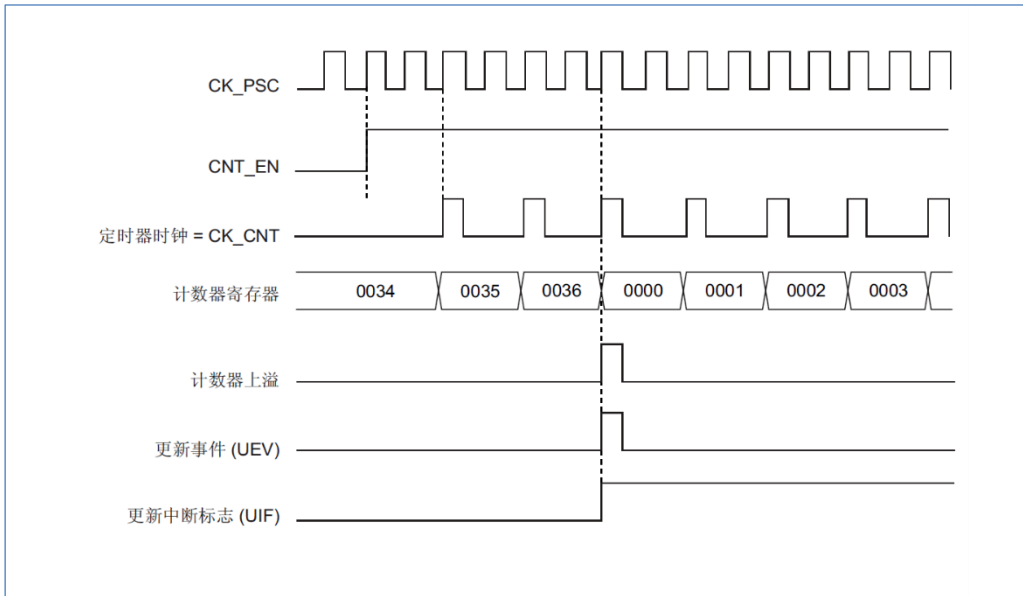 CK_PSC
CNT_EN
定时器时钟 = CK_CNT
计数器寄存器 0034 0035 0036 0000 0001 0002 0003
计数器上溢
更新事件 (UEV)
更新中断标志 (UIF)